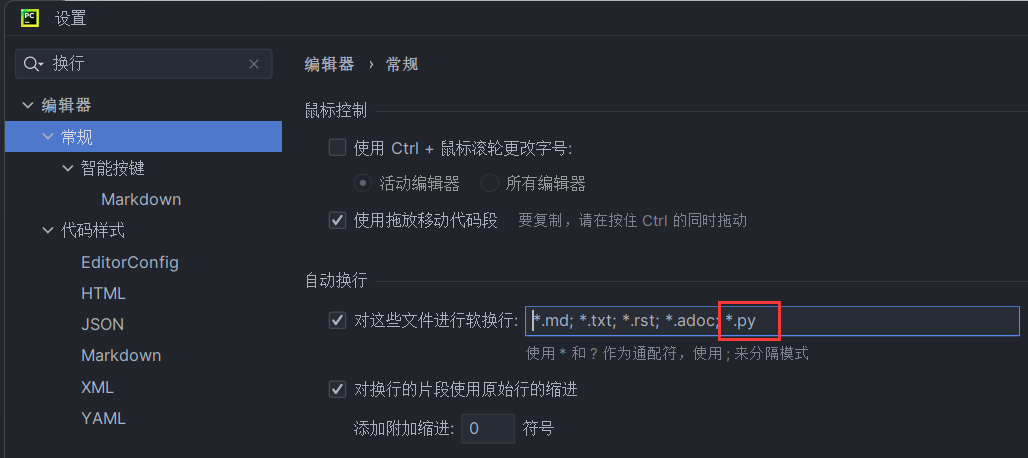 PC 设置
换行
编辑器
常规
智能按键
Markdown
代码样式
EditorConfig
HTML
JSON
Markdown
XML
YAML
编辑器 › 常规
鼠标控制
使用 Ctrl + 鼠标滚轮更改字号:
活动编辑器 所有编辑器
使用拖放移动代码段 要复制，请在按住 Ctrl 的同时拖动
自动换行
对这些文件进行软换行: *.md; *.txt; *.rst; *.adoc; *.py
使用 * 和 ? 作为通配符，使用 ; 来分隔模式
对换行的片段使用原始行的缩进
添加附加缩进: 0 符号